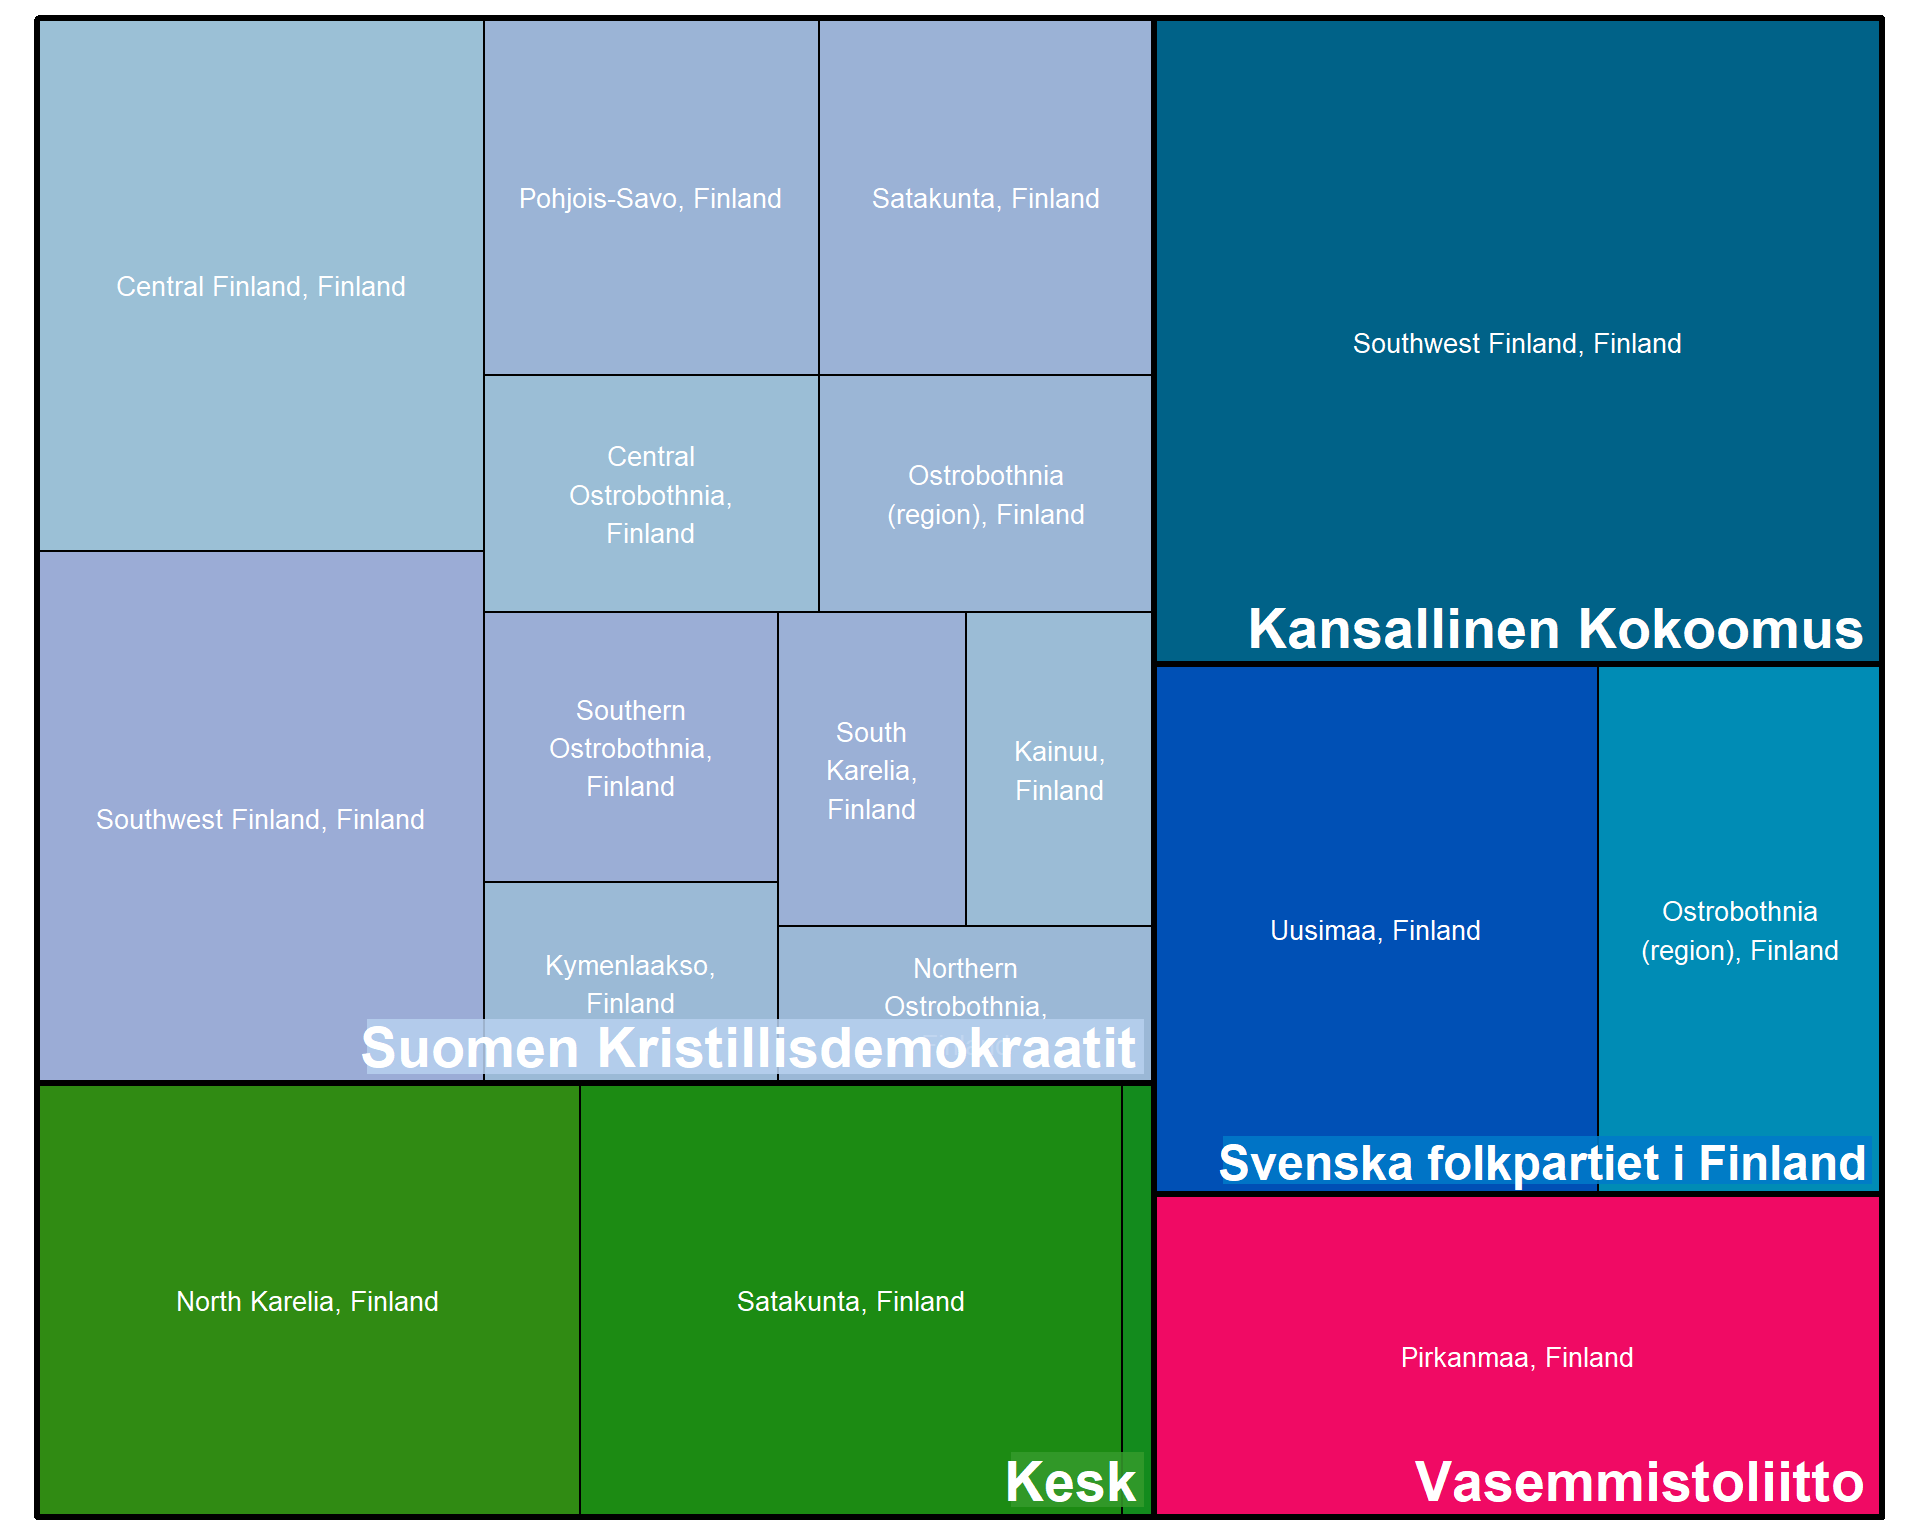 Central Finland, Finland
Pohjois-Savo, Finland
Satakunta, Finland
Central
Ostrobothnia,
Finland
Ostrobothnia
(region), Finland
Southwest Finland, Finland
Southern
Ostrobothnia,
Finland
South
Karelia,
Finland
Kainuu,
Finland
Kymenlaakso,
Finland
Northern
Ostrobothnia,
Suomen Kristillisdemokraatit
North Karelia, Finland
Satakunta, Finland
Kesk
Southwest Finland, Finland
Kansallinen Kokoomus
Uusimaa, Finland
Ostrobothnia
(region), Finland
Svenska folkpartiet i Finland
Pirkanmaa, Finland
Vasemmistoliitto